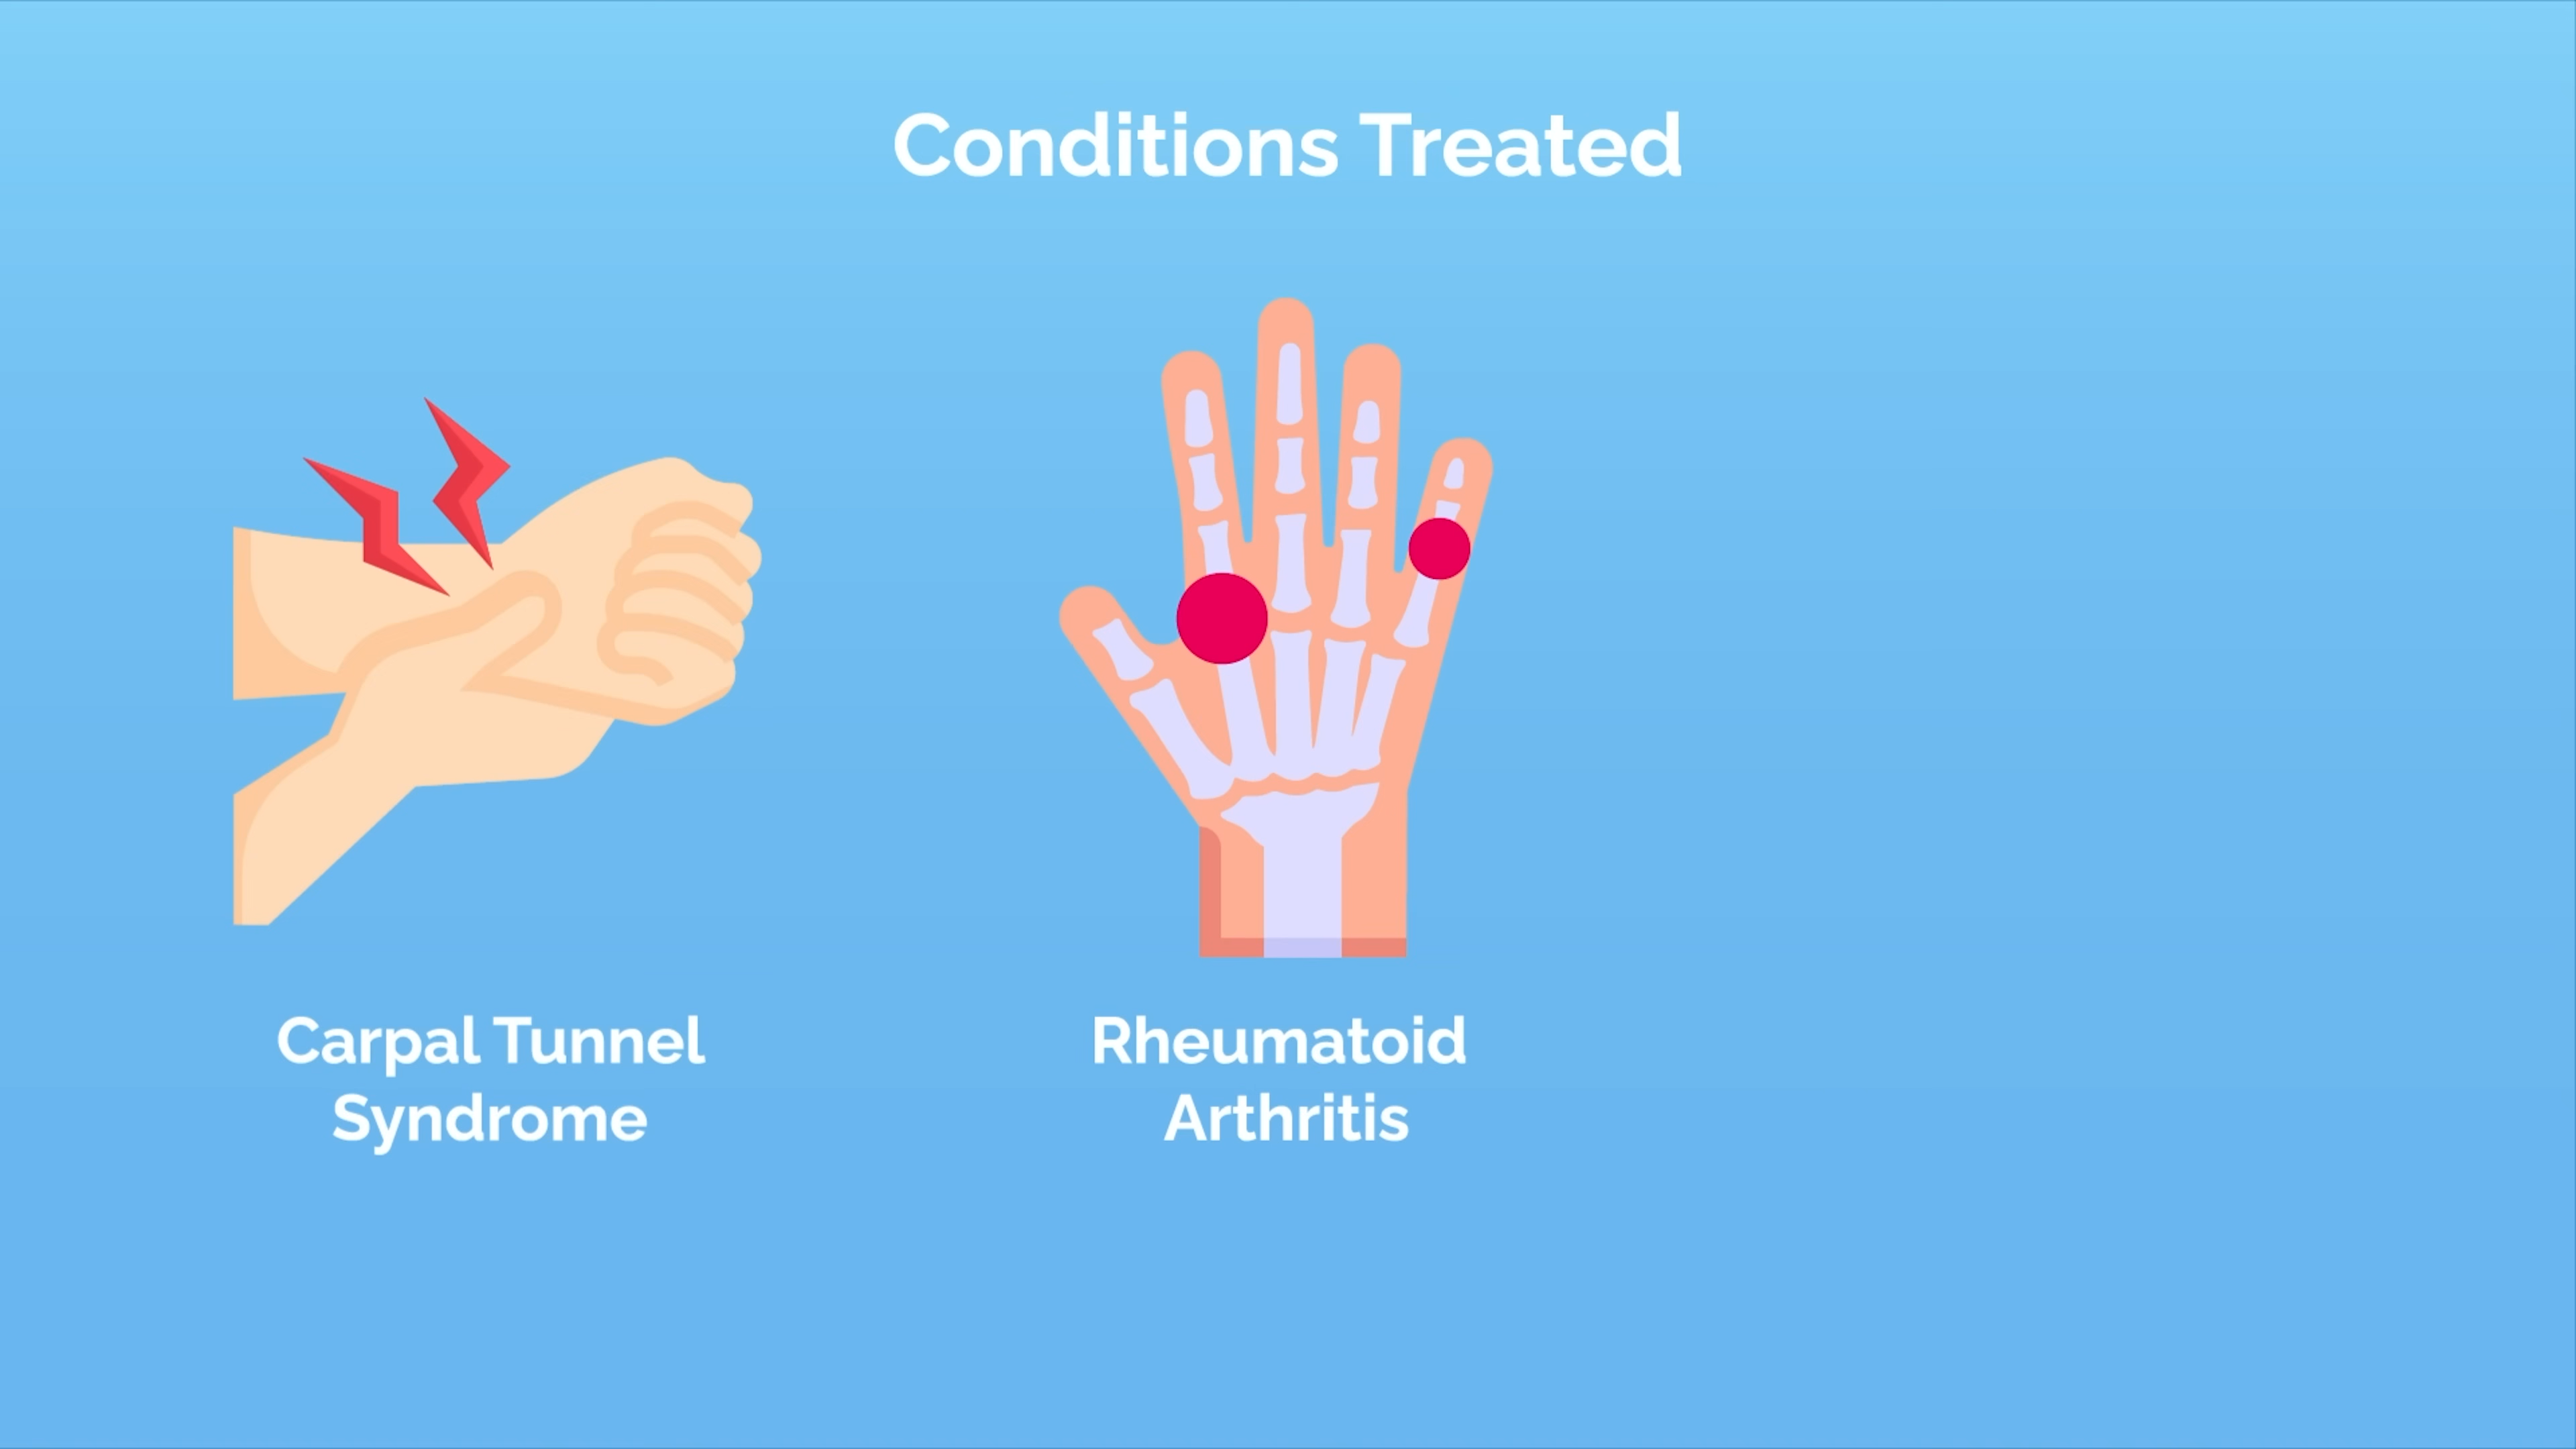 Conditions Treated
Carpal Tunnel
Syndrome
Rheumatoid
Arthritis